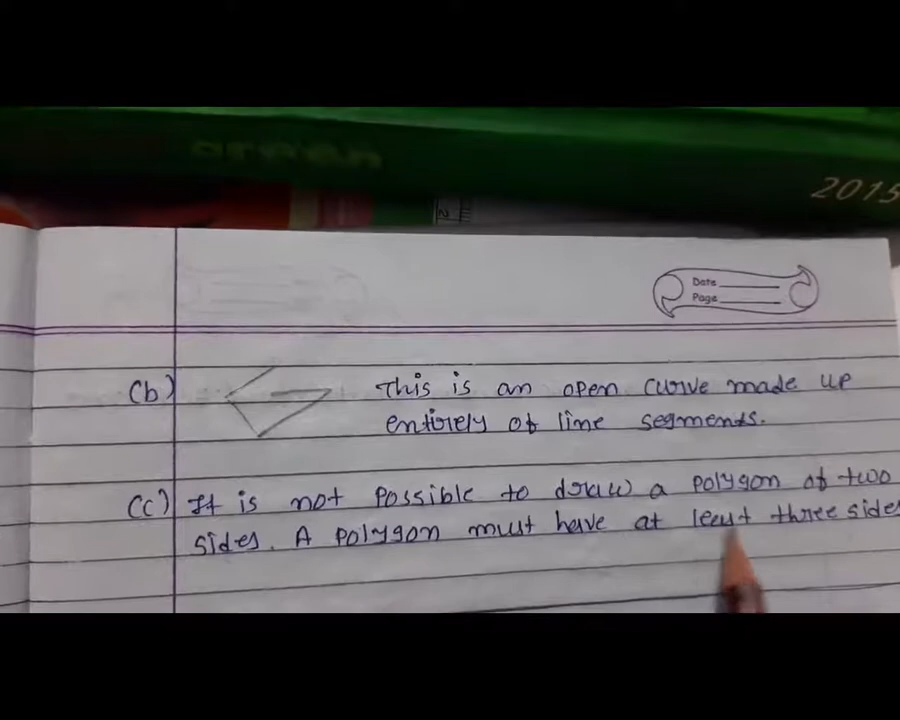 green
2015
Date
Page
(b) This is an open curve made up
entirely of line segments.
(c) It is not possible to draw a polygon of two
sides. A polygon must have at least three sides